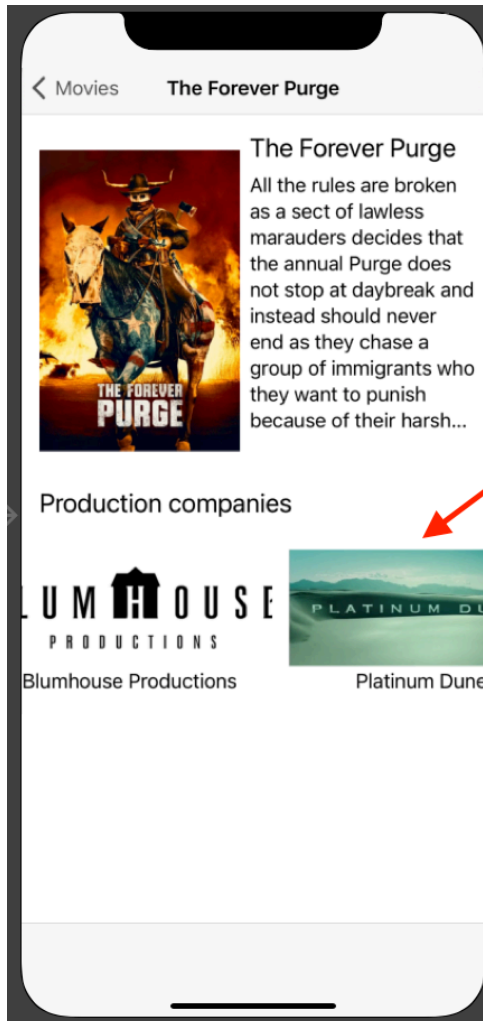 Movies The Forever Purge
The Forever Purge
All the rules are broken
as a sect of lawless
marauders decides that
the annual Purge does
not stop at daybreak and
instead should never
end as they chase a
group of immigrants who
they want to punish
because of their harsh...
THE FOREVER
PURGE
Production companies
LUMHOUSE
PRODUCTIONS
PLATINUM DU
Blumhouse Productions Platinum Dune